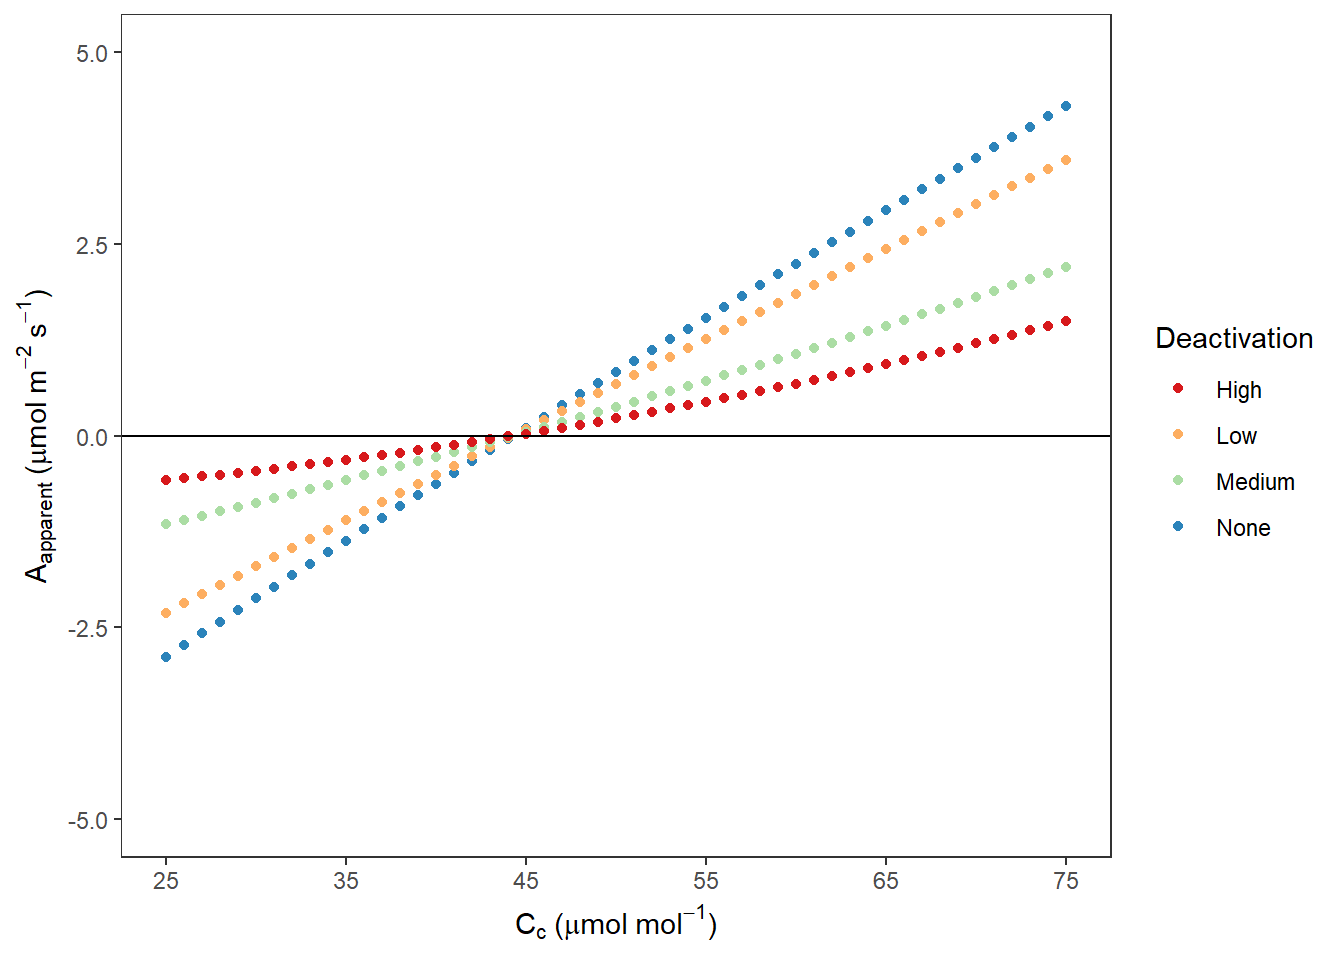 5.0
2.5
0.0
-2.5
-5.0
A_apparent (μmol m⁻² s⁻¹)
25 35 45 55 65 75
C_c (μmol mol⁻¹)
Deactivation
High
Low
Medium
None